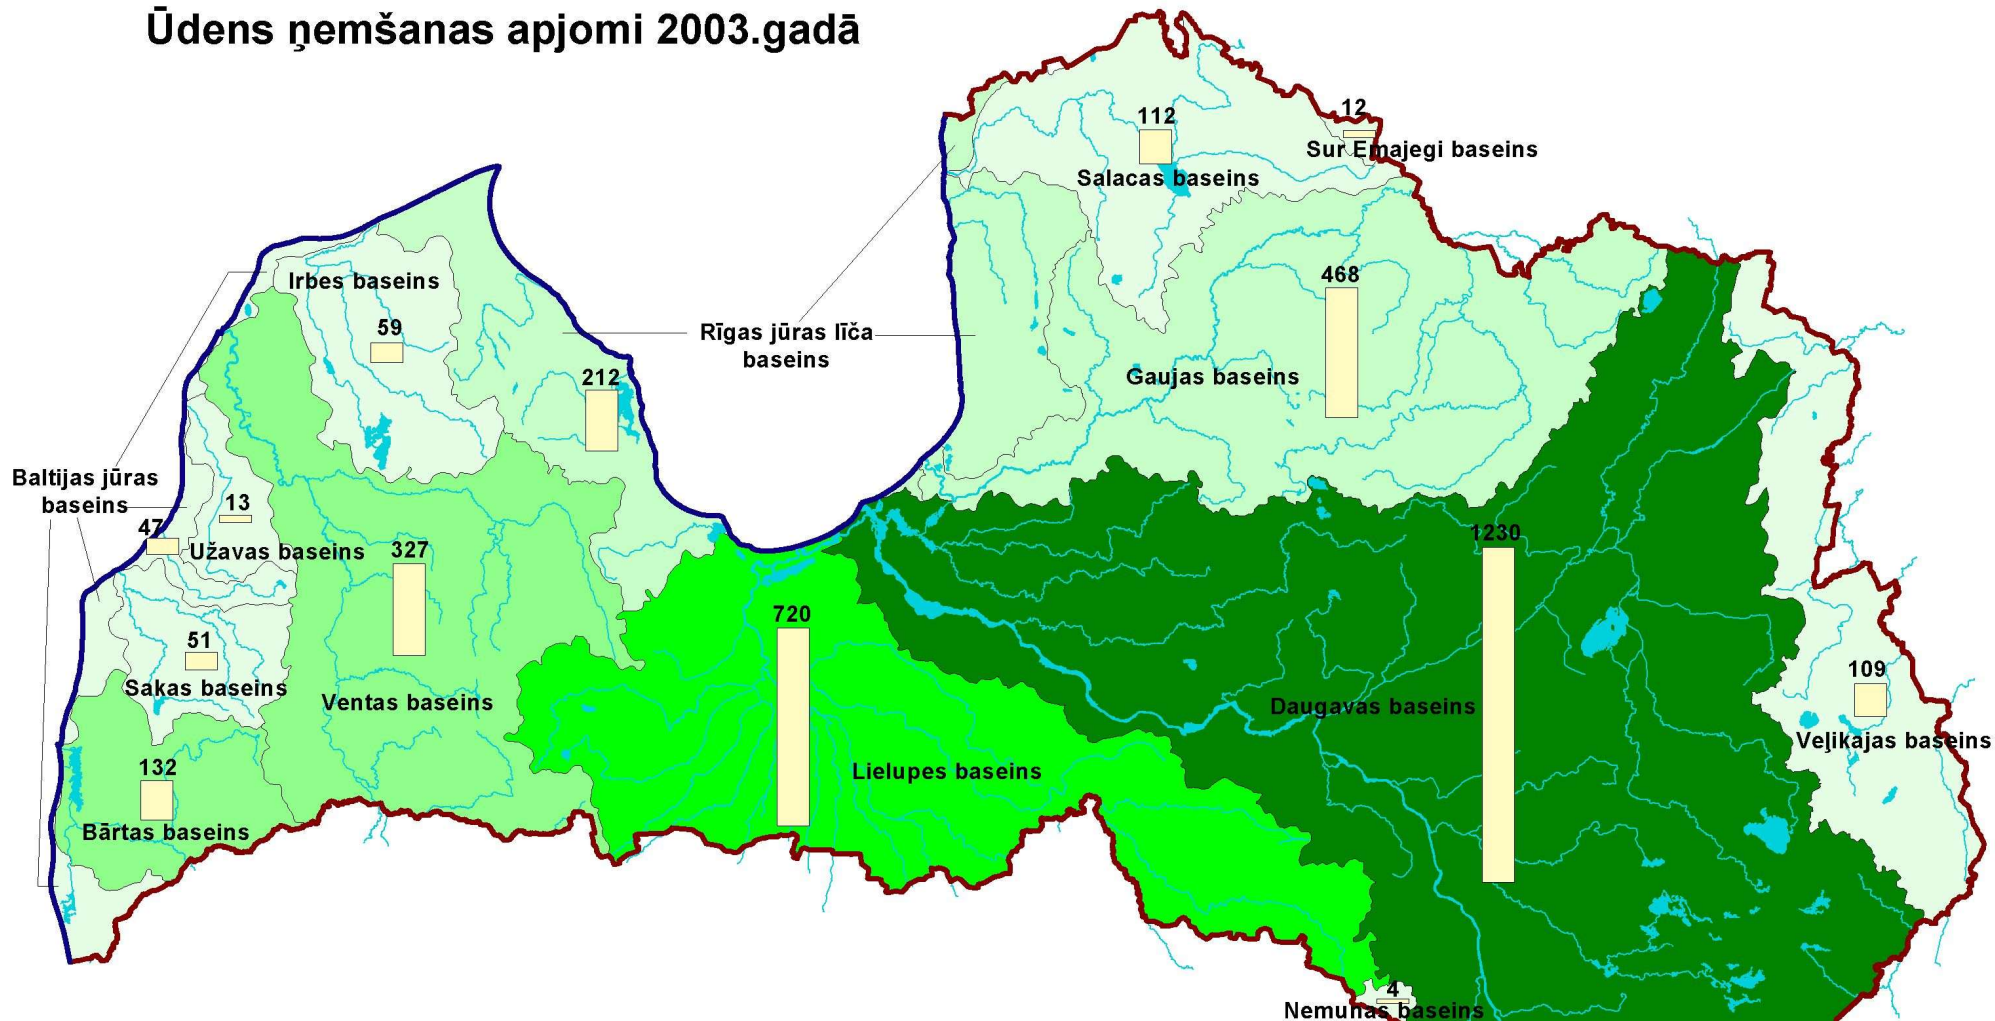 Ūdens ņemšanas apjomi 2003.gadā
112
12
Sur Emajegi baseins
Salacas baseins
Irbes baseins
468
59
Rīgas jūras līča
baseins
212
Gaujas baseins
Baltijas jūras
baseins
13
47
Užavas baseins
327
1230
720
51
Sakas baseins
Ventas baseins
109
Daugavas baseins
Veļikajas baseins
132
Lielupes baseins
Bārtas baseins
4
Nemunas baseins